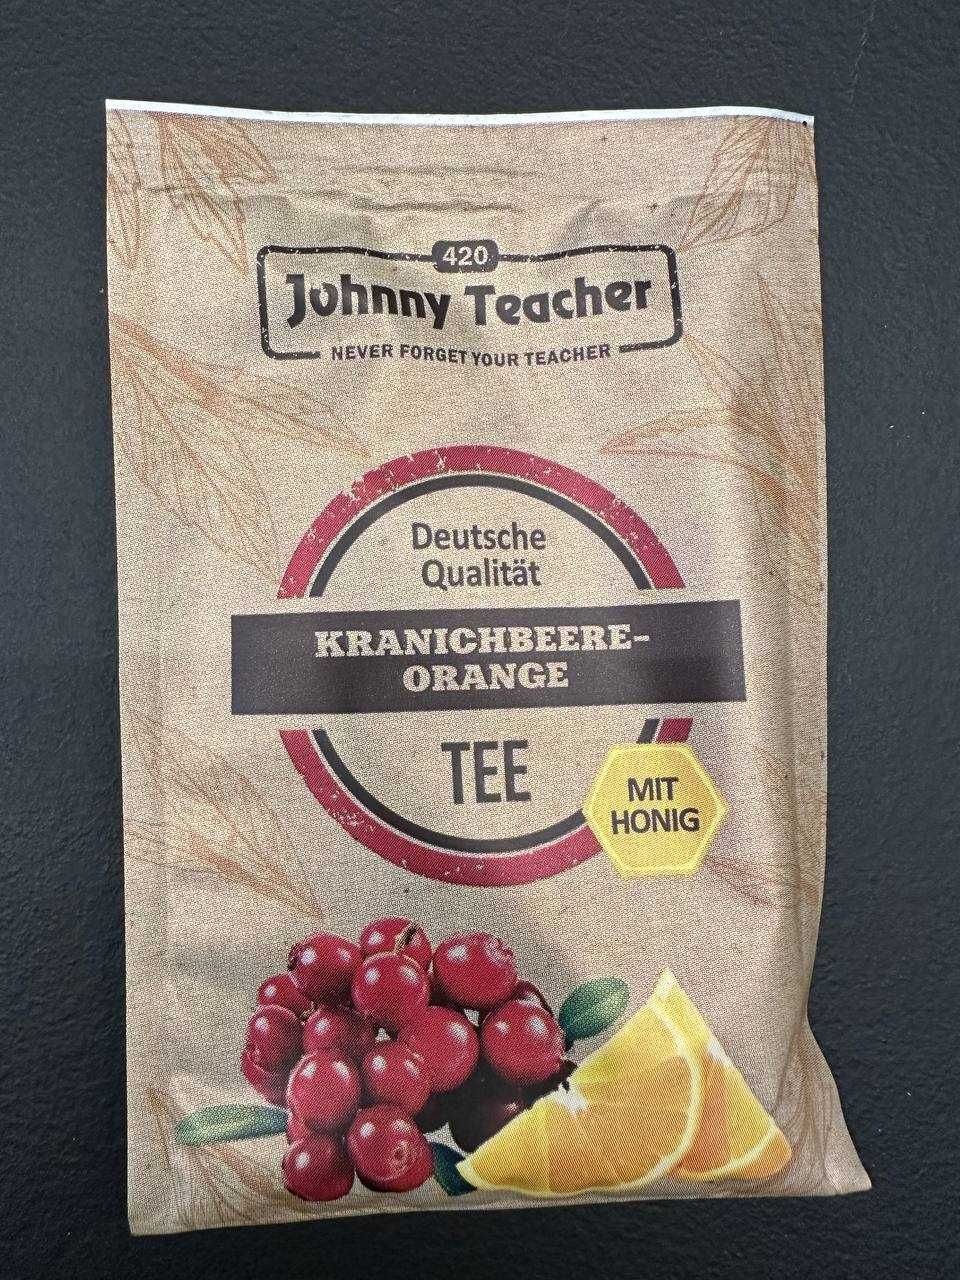 420
Johnny Teacher
NEVER FORGET YOUR TEACHER
Deutsche
Qualität
KRANICHBEERE-
ORANGE
TEE
MIT
HONIG